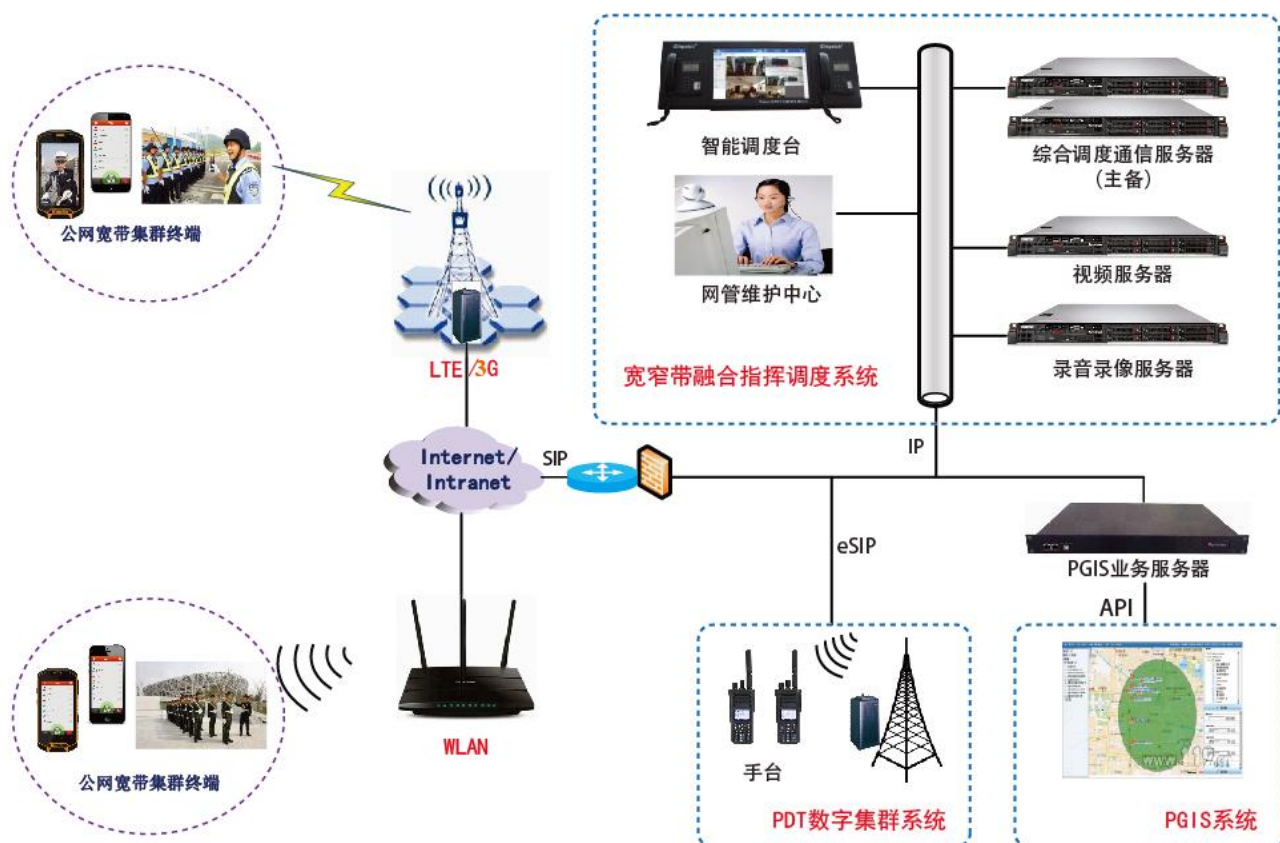 公网宽带集群终端
LTE /3G
Internet/
Intranet
SIP
WLAN
公网宽带集群终端
智能调度台
网管维护中心
综合调度通信服务器
(主备)
视频服务器
录音录像服务器
宽窄带融合指挥调度系统
IP
eSIP
PGIS业务服务器
API
手台
PDT数字集群系统
PGIS系统